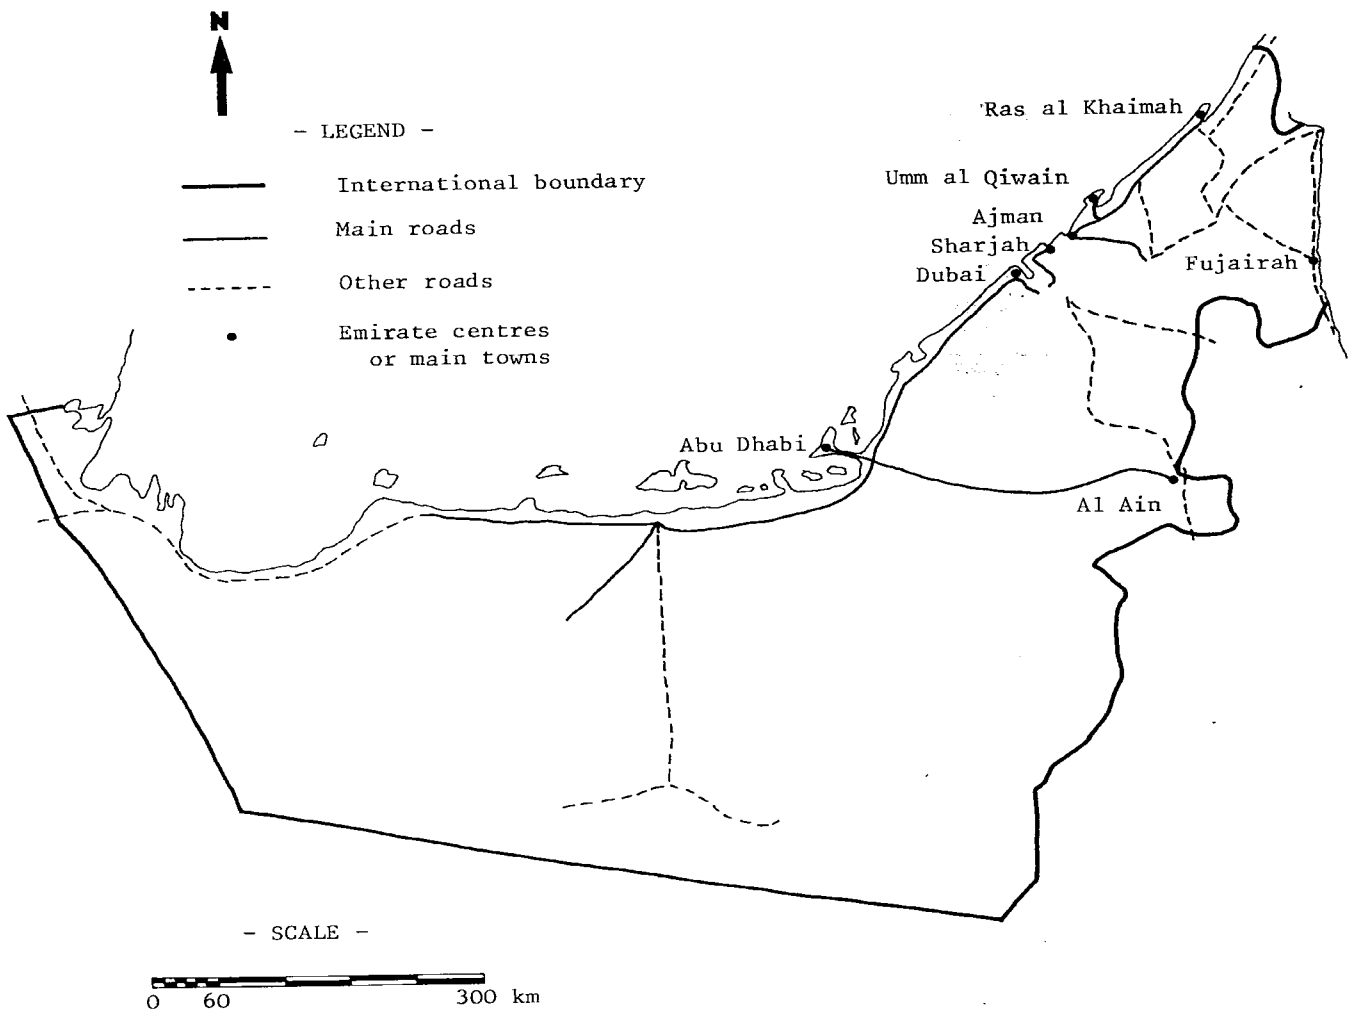 N
- LEGEND -
International boundary
Main roads
Other roads
Emirate centres
or main towns
Ras al Khaimah
Umm al Qiwain
Ajman
Sharjah
Dubai
Fujairah
Abu Dhabi
Al Ain
- SCALE -
0 60 300 km